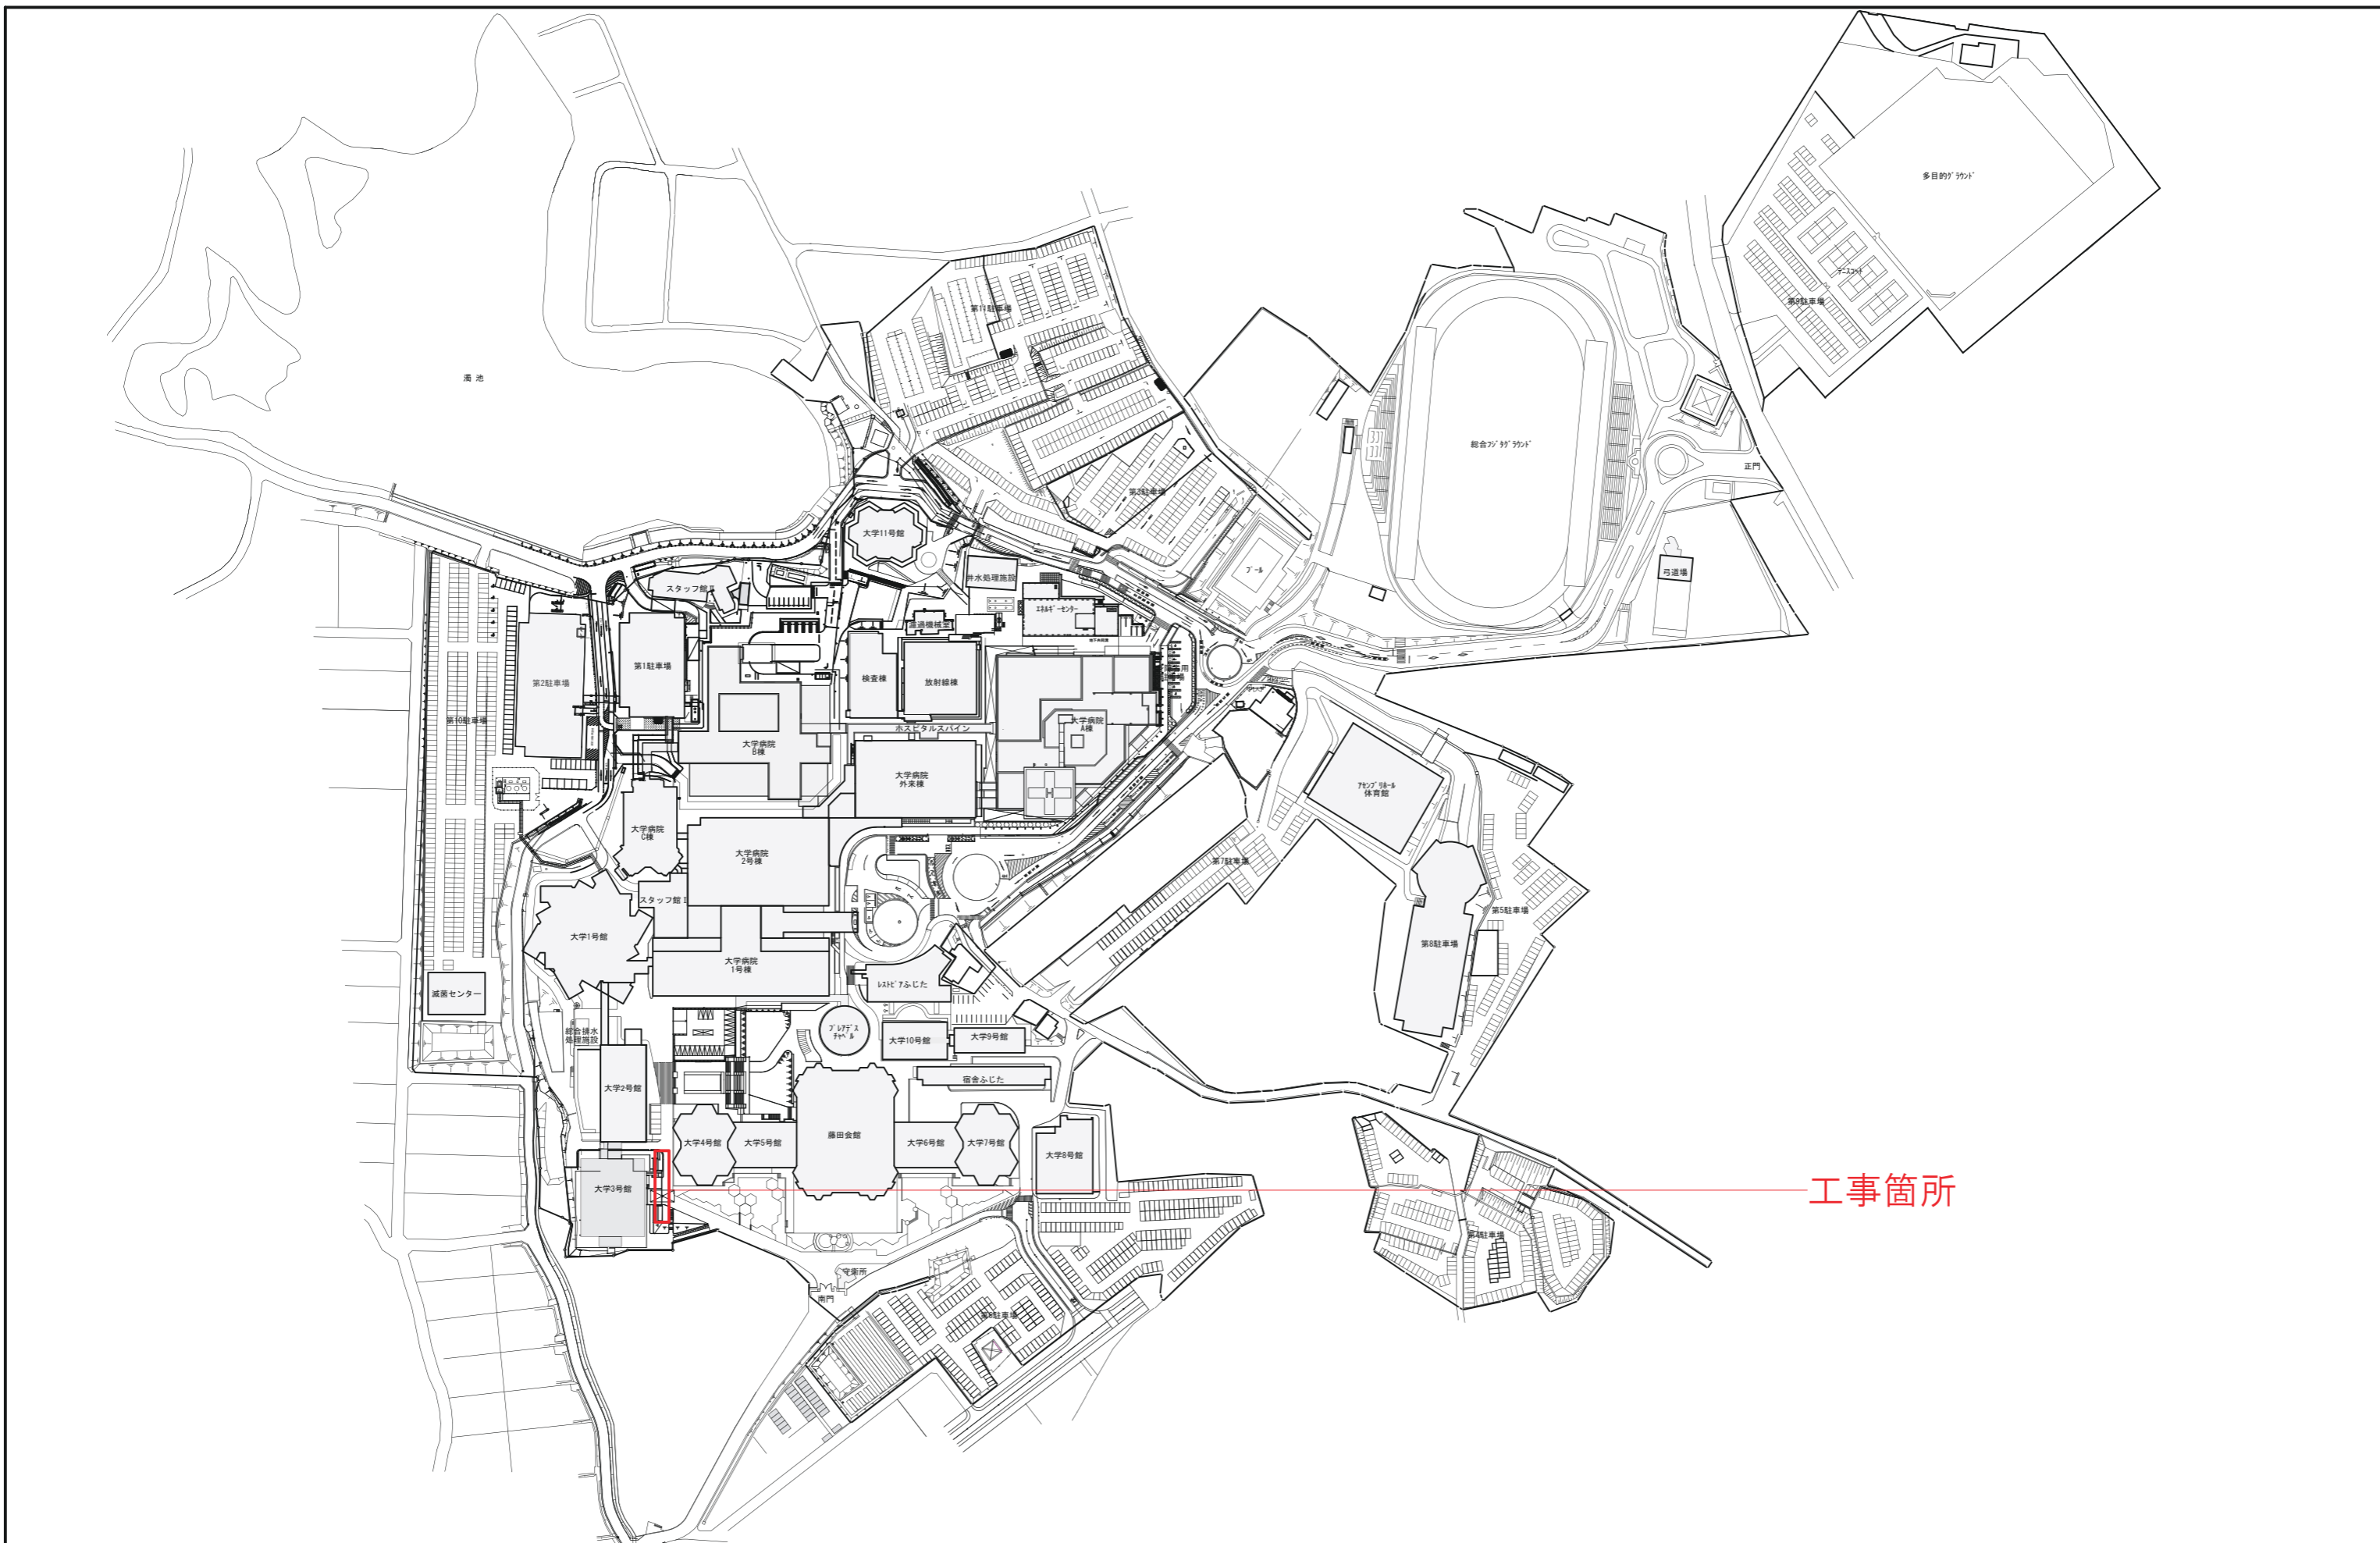 多目的ｸﾞﾗｳﾝﾄﾞ
ﾃﾆｽｺｰﾄ
第9駐車場
第11駐車場
濁 池
総合ﾌｼﾞﾀｸﾞﾗｳﾝﾄﾞ
正門
第3駐車場
大学11号館
プール
弓道場
井水処理施設
スタッフ館Ⅱ
ｴﾈﾙｷﾞｰセンター
濾過機械室
第1駐車場
第2駐車場
検査棟
放射線棟
第10駐車場
大学病院
A棟
ホスピタルスパイン
大学病院
B棟
大学病院
外来棟
ｱｾﾝﾌﾞﾘﾎｰﾙ
体育館
大学病院
C棟
大学病院
2号棟
第7駐車場
スタッフ館Ⅰ
第5駐車場
大学1号館
第8駐車場
大学病院
1号棟
ﾚｽﾄﾋﾟｱふじた
滅菌センター
総合排水
処理施設
ﾌﾟﾚｱﾃﾞｽ
ﾁｬﾍﾟﾙ
大学10号館
大学9号館
宿舎ふじた
大学2号館
大学4号館
大学5号館
藤田会館
大学6号館
大学7号館
大学8号館
大学3号館
工事箇所
第4駐車場
守衛所
南門
第6駐車場